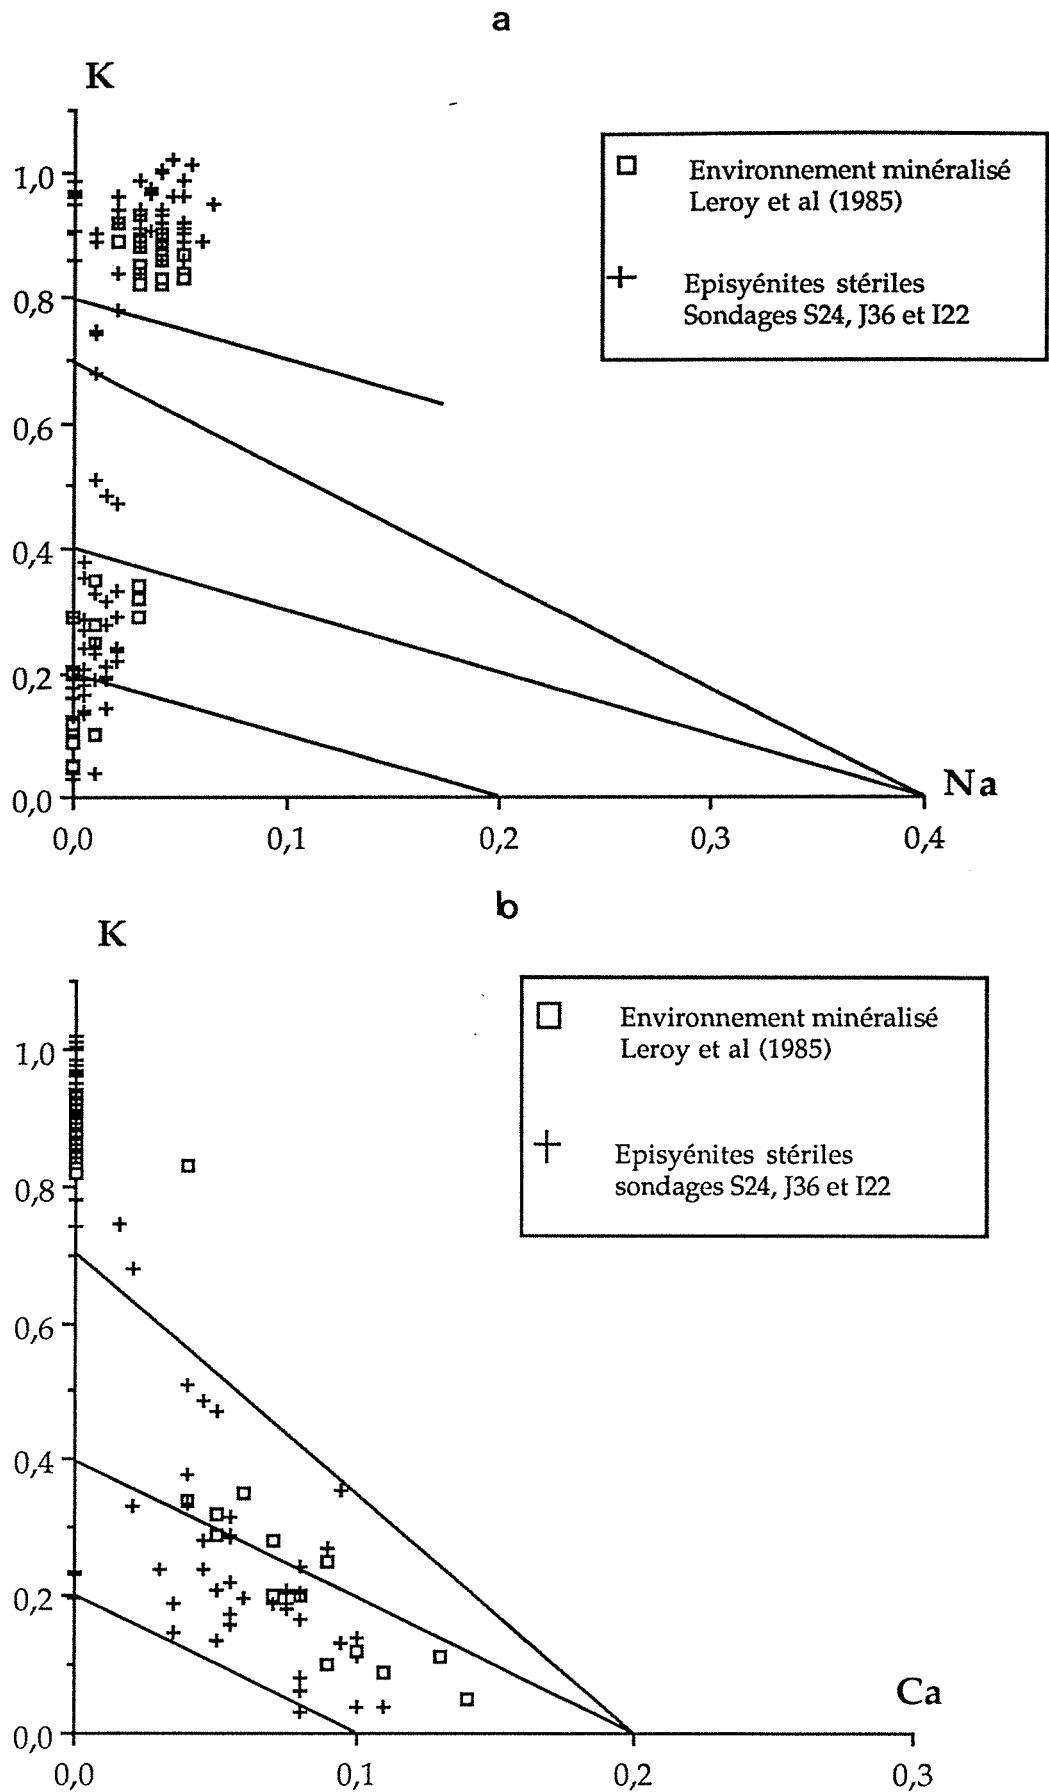 a
K
1,0
0,8
0,6
0,4
0,2
0,0
0,0
0,1
0,2
0,3
0,4
Na
Environnement minéralisé
Leroy et al (1985)
Episyénites stériles
Sondages S24, J36 et I22
b
K
1,0
0,8
0,6
0,4
0,2
0,0
0,0
0,1
0,2
0,3
Ca
Environnement minéralisé
Leroy et al (1985)
Episyénites stériles
sondages S24, J36 et I22